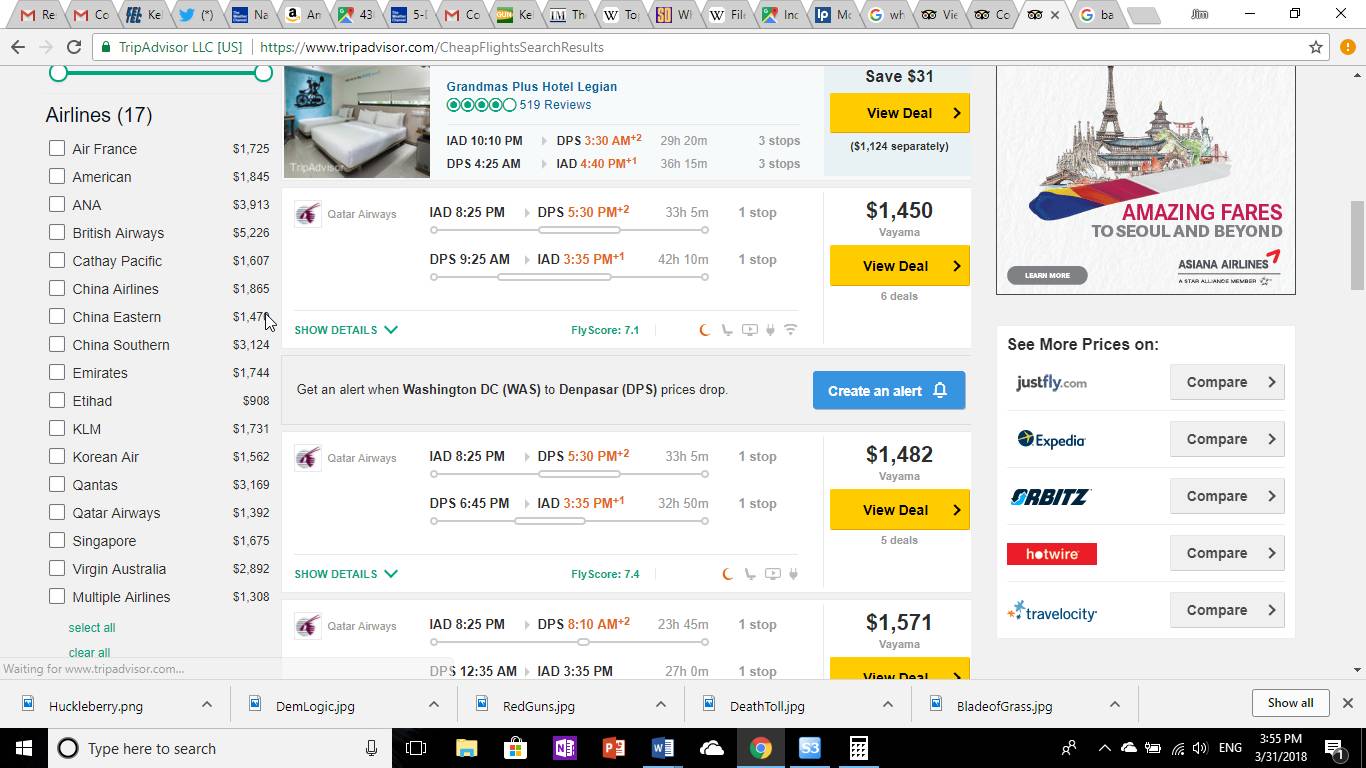 Re
Co
Kel
(*)
Na
An
43
5-D
Co
Kel
Th
Top
Wh
File
Inc
Mo
wh
Vie
Co
ba
Jim
TripAdvisor LLC [US] | https://www.tripadvisor.com/CheapFlightsSearchResults
Airlines (17)
Air France $1,725
American $1,845
ANA $3,913
British Airways $5,226
Cathay Pacific $1,607
China Airlines $1,865
China Eastern
China Southern $3,124
Emirates $1,744
Etihad $908
KLM $1,731
Korean Air $1,562
Qantas $3,169
Qatar Airways $1,392
Singapore $1,675
Virgin Australia $2,892
Multiple Airlines $1,308
select all
clear all
Waiting for www.tripadvisor.com...
TripAdvisor
Grandmas Plus Hotel Legian
519 Reviews
IAD 10:10 PM DPS 3:30 AM+2 29h 20m 3 stops
DPS 4:25 AM IAD 4:40 PM+1 36h 15m 3 stops
Save $31
View Deal
($1,124 separately)
Qatar Airways IAD 8:25 PM DPS 5:30 PM+2 33h 5m 1 stop
DPS 9:25 AM IAD 3:35 PM+1 42h 10m 1 stop
$1,450
Vayama
View Deal
6 deals
SHOW DETAILS FlyScore: 7.1
Get an alert when Washington DC (WAS) to Denpasar (DPS) prices drop.
Create an alert
Qatar Airways IAD 8:25 PM DPS 5:30 PM+2 33h 5m 1 stop
DPS 6:45 PM IAD 3:35 PM+1 32h 50m 1 stop
$1,482
Vayama
View Deal
5 deals
SHOW DETAILS FlyScore: 7.4
Qatar Airways IAD 8:25 PM DPS 8:10 AM+2 23h 45m 1 stop
DPS 12:35 AM IAD 3:35 PM 27h 0m 1 stop
$1,571
Vayama
View Deal
AMAZING FARES
TO SEOUL AND BEYOND
LEARN MORE
ASIANA AIRLINES
A STAR ALLIANCE MEMBER
See More Prices on:
justfly.com Compare
Expedia Compare
ORBITZ Compare
hotwire Compare
travelocity Compare
Huckleberry.png
DemLogic.jpg
RedGuns.jpg
DeathToll.jpg
BladeofGrass.jpg
Show all
Type here to search
ENG
3:55 PM
3/31/2018
1